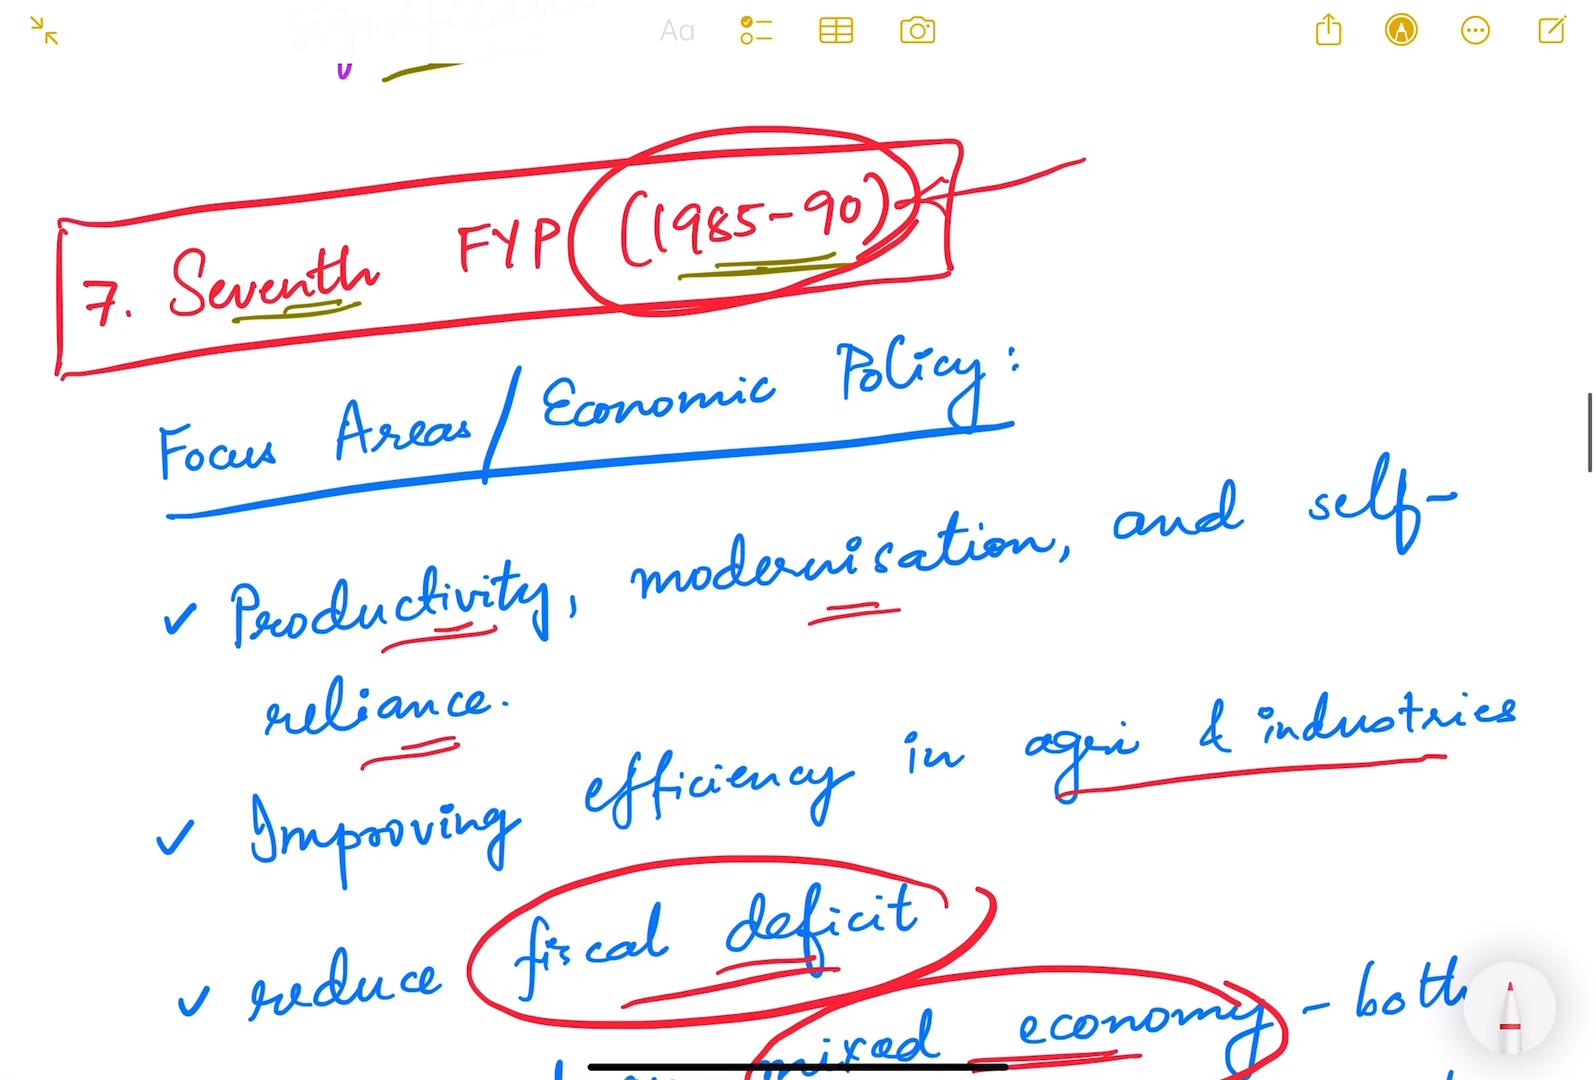 Aa
7. Seventh FYP (1985-90)
Focus Areas/Economic Policy:
✓ Productivity, modernisation, and self-
reliance.
✓ Improving efficiency in agri & industries
✓ reduce fiscal deficit
mixed economy - both